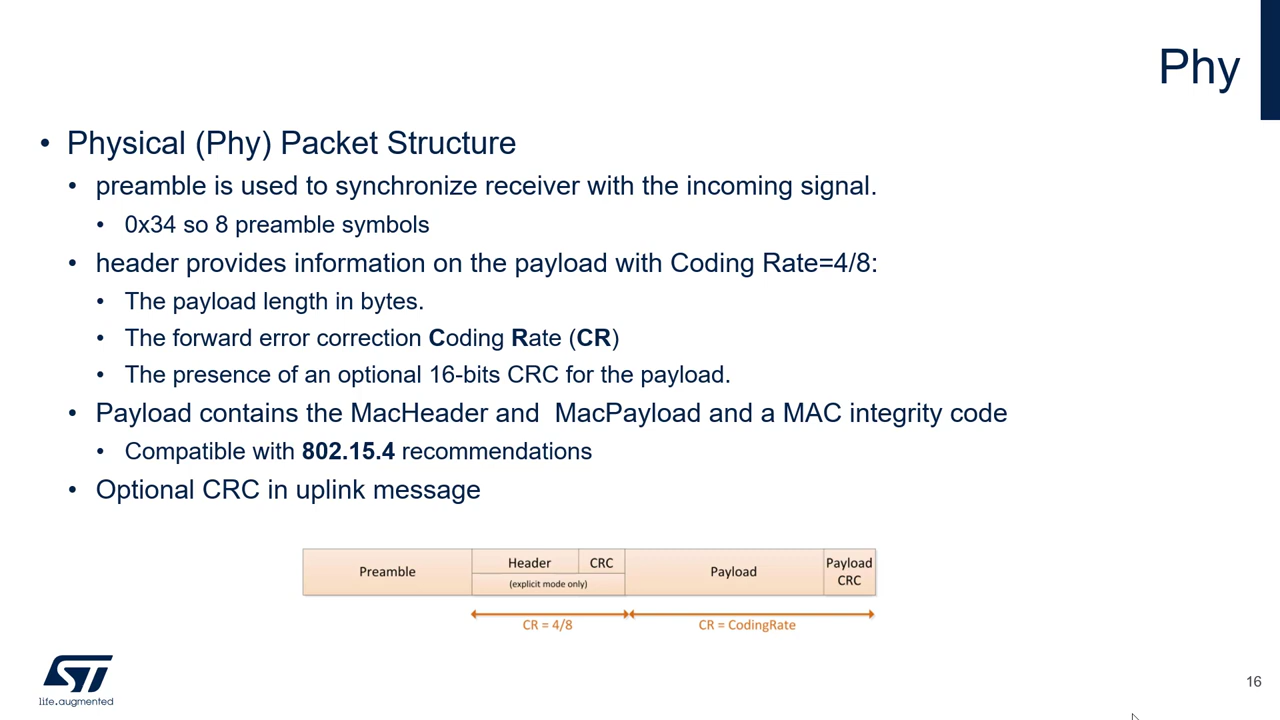 Phy
• Physical (Phy) Packet Structure
• preamble is used to synchronize receiver with the incoming signal.
• 0x34 so 8 preamble symbols
• header provides information on the payload with Coding Rate=4/8:
• The payload length in bytes.
• The forward error correction Coding Rate (CR)
• The presence of an optional 16-bits CRC for the payload.
• Payload contains the MacHeader and  MacPayload and a MAC integrity code
• Compatible with 802.15.4 recommendations
• Optional CRC in uplink message
Preamble
Header
CRC
(explicit mode only)
Payload
Payload
CRC
CR = 4/8
CR = CodingRate
ST
life.augmented
16